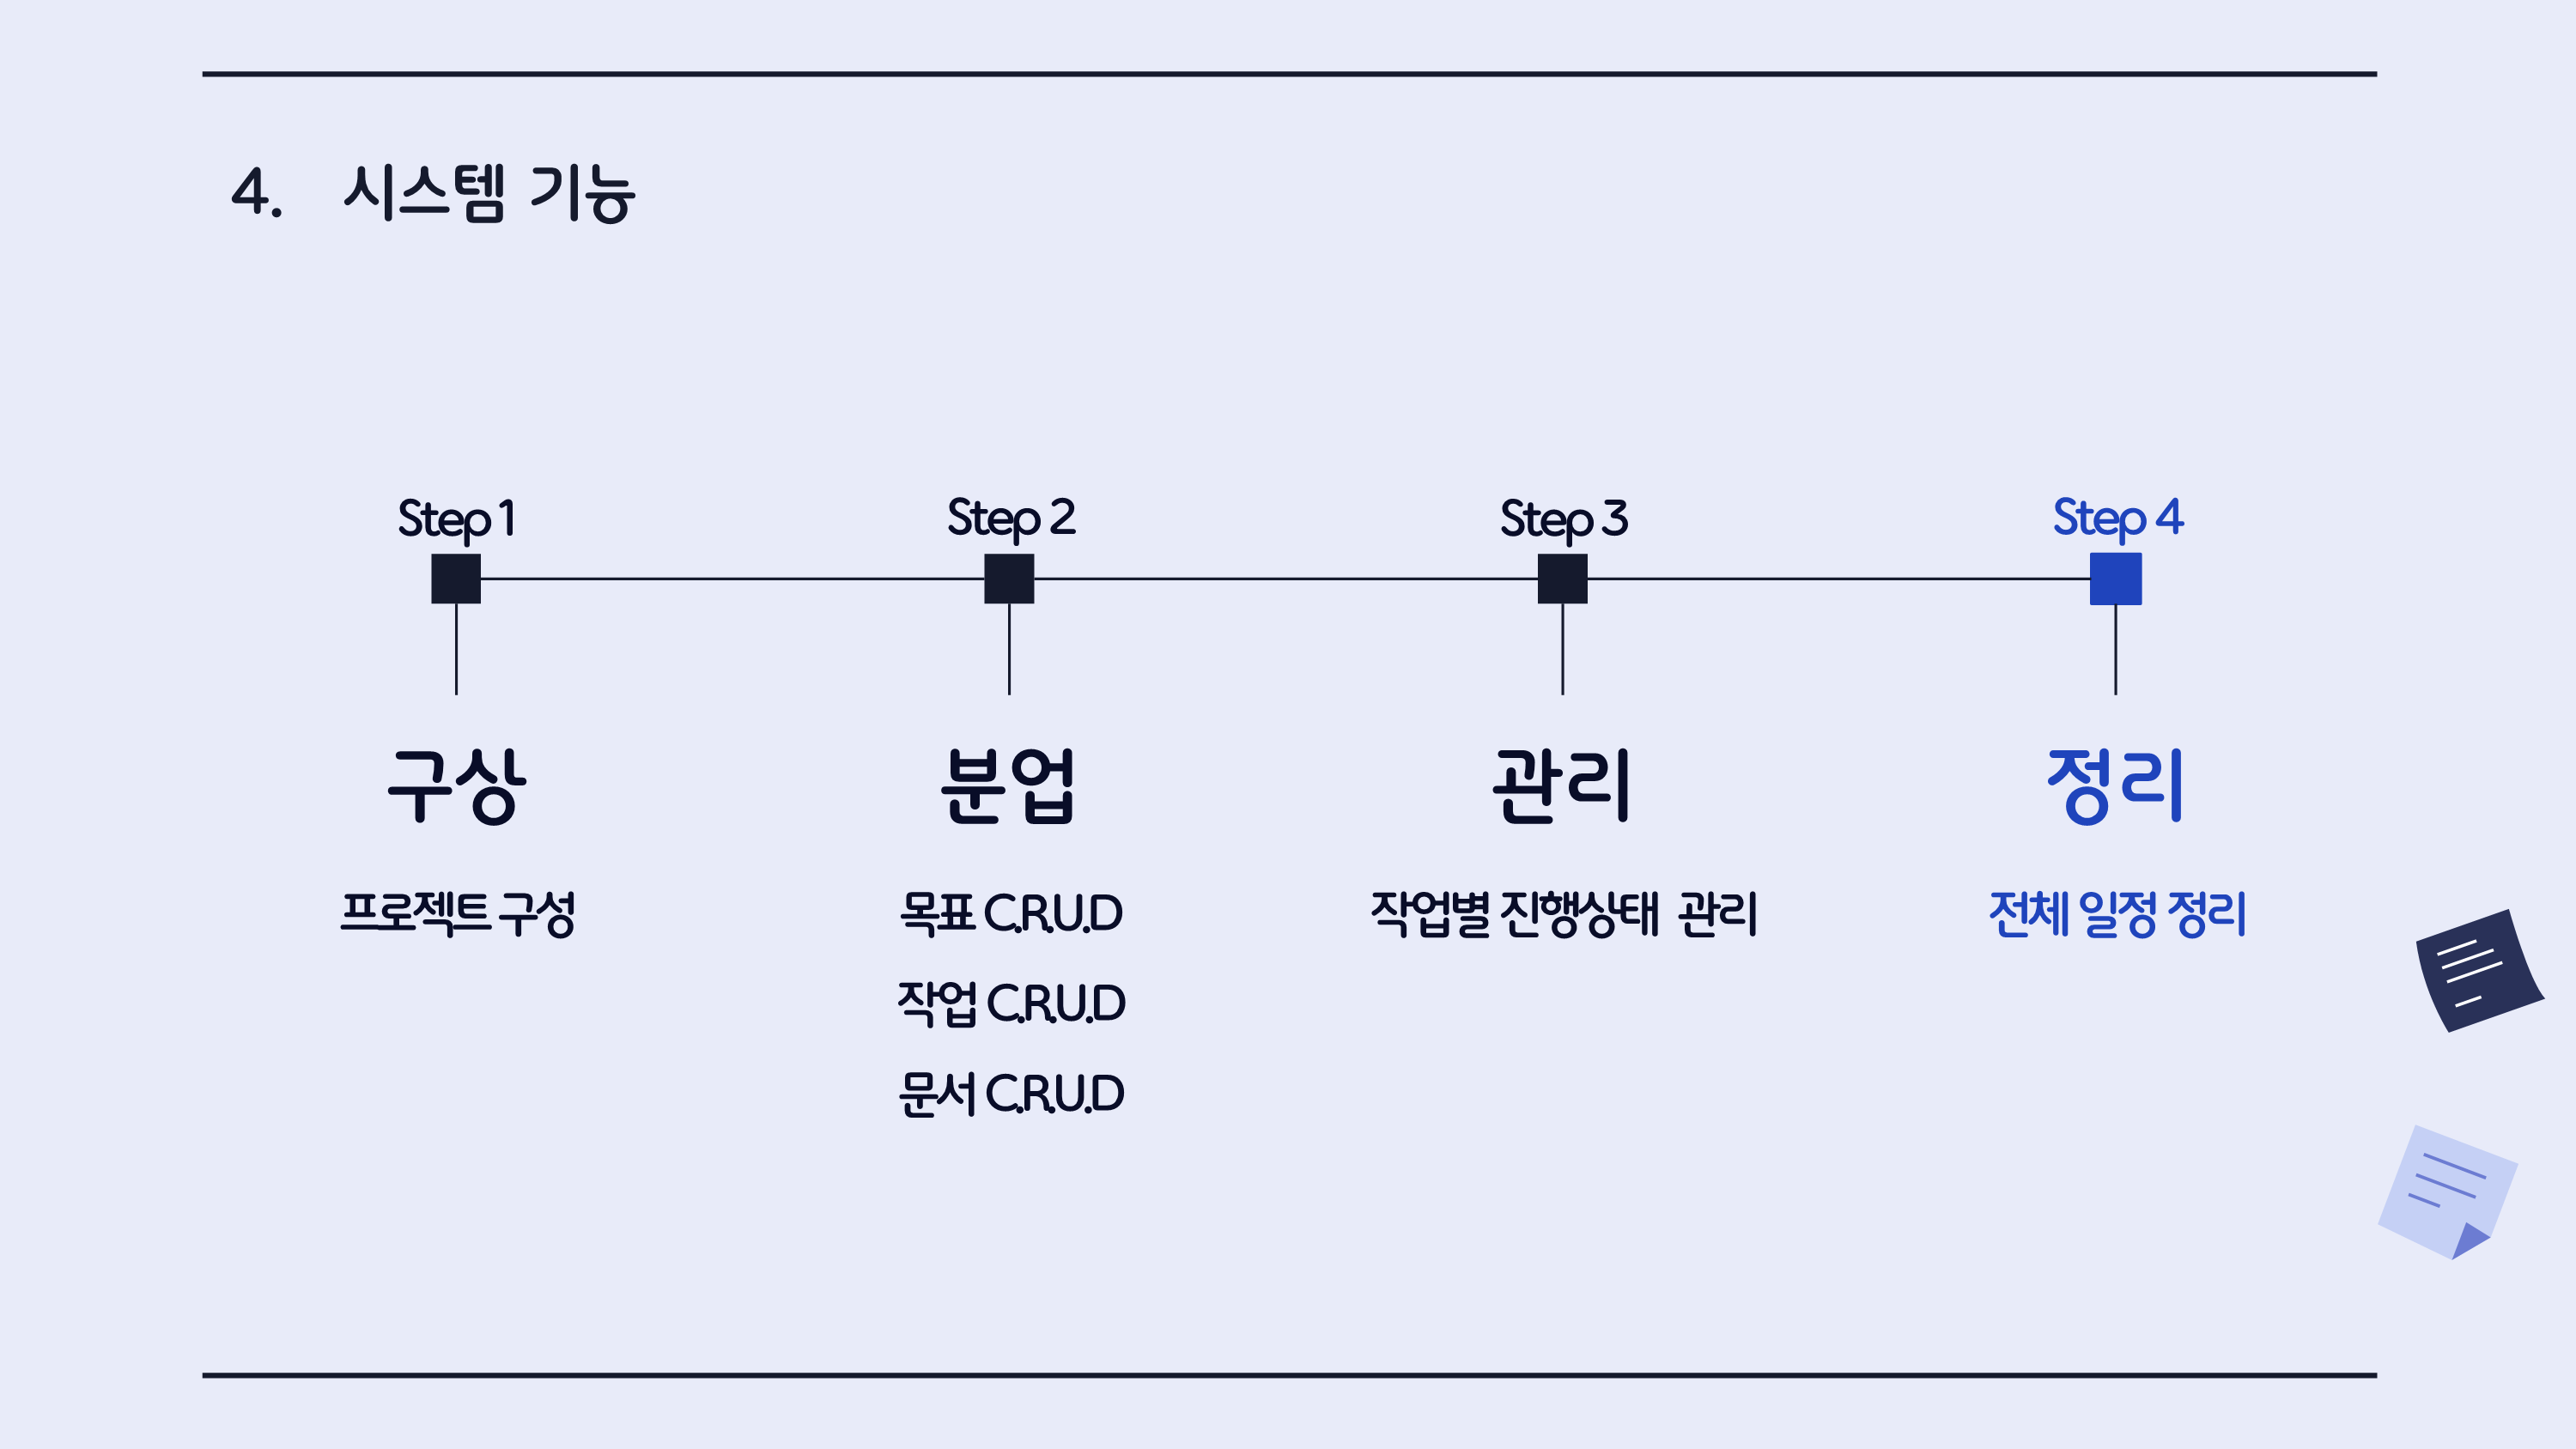 4. 시스템 기능
Step 1
Step 2
Step 3
Step 4
구상
분업
관리
정리
프로젝트 구성
목표 C.R.U.D
작업별 진행상태 관리
전체 일정 정리
작업 C.R.U.D
문서 C.R.U.D